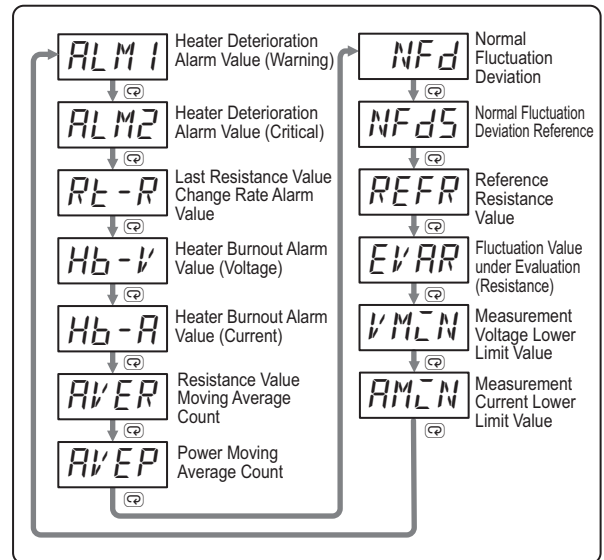 ALM1
Heater Deterioration
Alarm Value (Warning)
ALM2
Heater Deterioration
Alarm Value (Critical)
Rt-R
Last Resistance Value
Change Rate Alarm
Value
Hb-V
Heater Burnout Alarm
Value (Voltage)
Hb-A
Heater Burnout Alarm
Value (Current)
AVER
Resistance Value
Moving Average
Count
AVEP
Power Moving
Average Count
NFd
Normal
Fluctuation
Deviation
NFdS
Normal Fluctuation
Deviation Reference
REFR
Reference
Resistance
Value
EVAR
Fluctuation Value
under Evaluation
(Resistance)
VMIN
Measurement
Voltage Lower
Limit Value
AMIN
Measurement
Current Lower
Limit Value